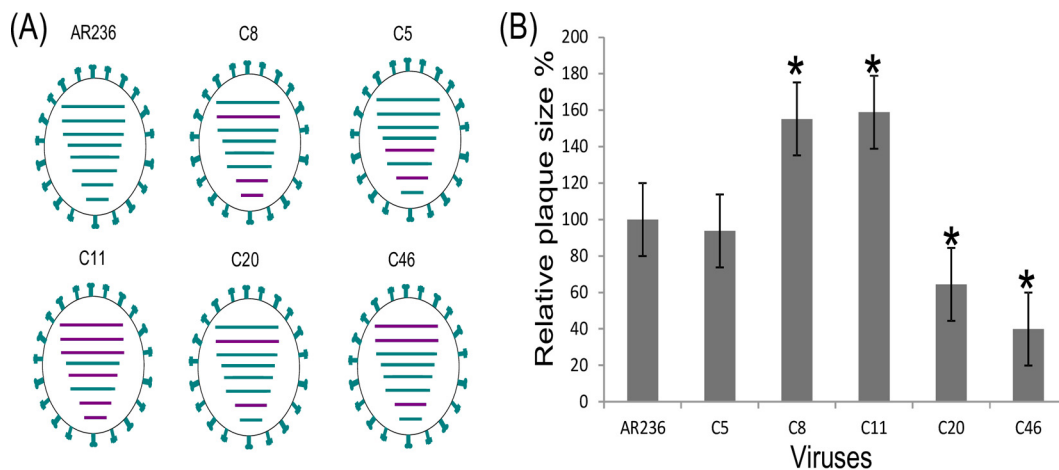 (A)
AR236 C8 C5
C11 C20 C46
(B)
Relative plaque size %
200
180
160
140
120
100
80
60
40
20
0
* * * *
AR236 C5 C8 C11 C20 C46
Viruses